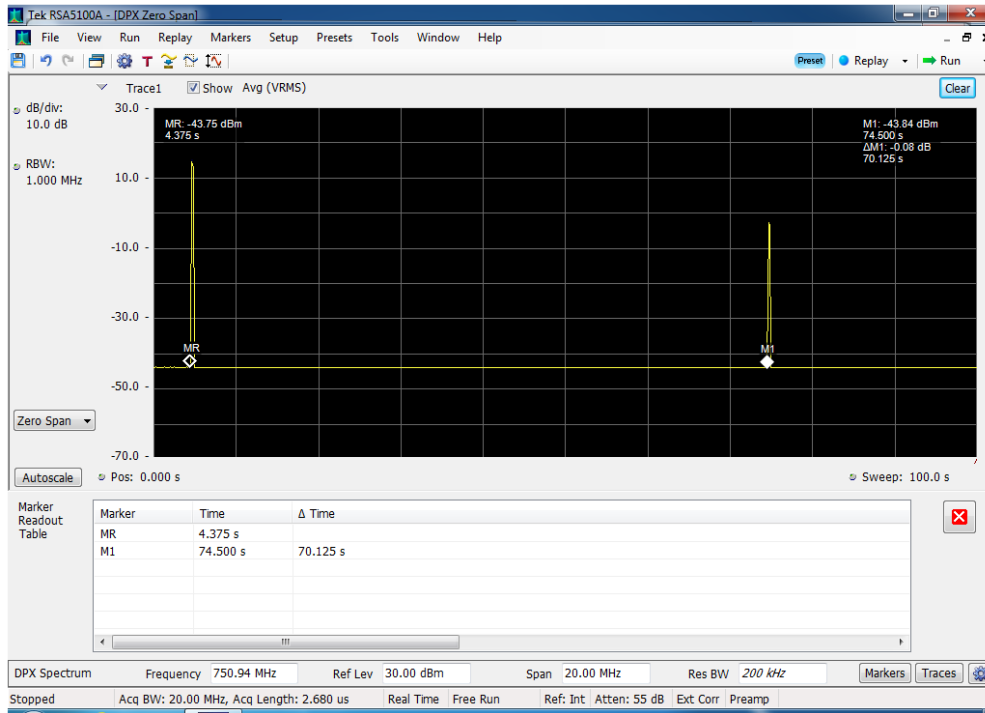 Tek RSA5100A - [DPX Zero Span]
File View Run Replay Markers Setup Presets Tools Window Help
T Preset Replay Run
Trace1 Show Avg (VRMS) Clear
dB/div:
10.0 dB
RBW:
1.000 MHz
30.0 -
10.0 -
-10.0 -
-30.0 -
-50.0 -
-70.0 -
MR: -43.75 dBm
4.375 s
M1: -43.84 dBm
74.500 s
ΔM1: -0.08 dB
70.125 s
MR
M1
Zero Span
Autoscale Pos: 0.000 s Sweep: 100.0 s
Marker
Readout
Table
Marker Time Δ Time
MR 4.375 s
M1 74.500 s 70.125 s
DPX Spectrum Frequency 750.94 MHz Ref Lev 30.00 dBm Span 20.00 MHz Res BW 200 kHz Markers Traces
Stopped Acq BW: 20.00 MHz, Acq Length: 2.680 us Real Time Free Run Ref: Int Atten: 55 dB Ext Corr Preamp